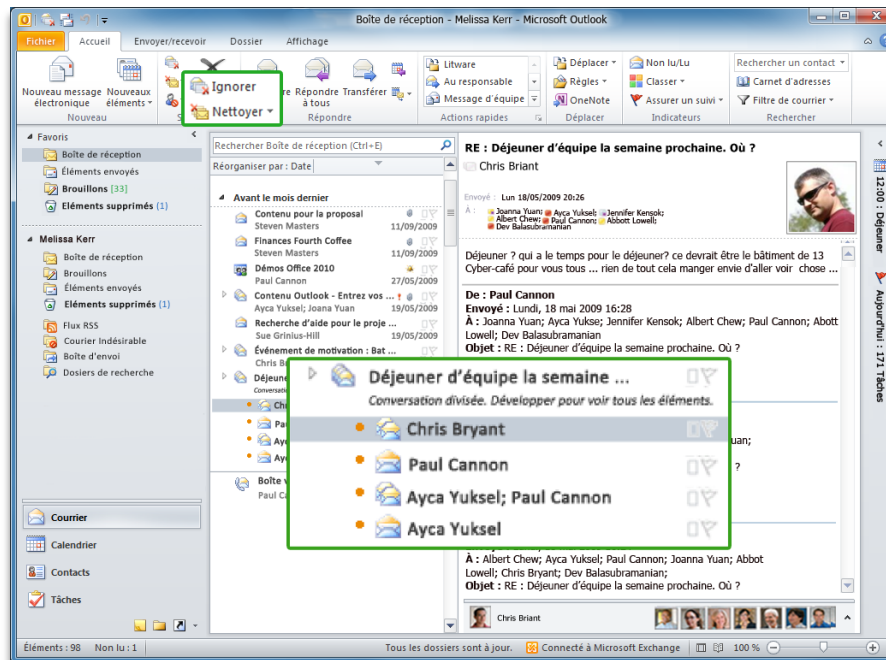 Boîte de réception - Melissa Kerr - Microsoft Outlook
Fichier Accueil Envoyer/recevoir Dossier Affichage
Nouveau message électronique
Nouveaux éléments
Nouveau
Ignorer
Nettoyer
Répondre à tous
Transférer
Répondre
Litware
Au responsable
Message d'équipe
Actions rapides
Déplacer
Règles
OneNote
Déplacer
Non lu/Lu
Classer
Assurer un suivi
Indicateurs
Rechercher un contact
Carnet d'adresses
Filtre de courrier
Rechercher
Favoris
Boîte de réception
Éléments envoyés
Brouillons [33]
Eléments supprimés (1)
Melissa Kerr
Boîte de réception
Brouillons
Éléments envoyés
Eléments supprimés (1)
Flux RSS
Courier Indésirable
Boîte d'envoi
Dosiers de recherche
Courrier
Calendrier
Contacts
Tâches
Rechercher Boîte de réception (Ctrl+E)
Réorganiser par : Date
Avant le mois dernier
Contenu pour la proposal
Steven Masters 11/09/2009
Finances Fourth Coffee
Steven Masters 11/09/2009
Démos Office 2010
Paul Cannon 27/05/2009
Contenu Outlook - Entrez vos ...
Ayca Yuksel; Joana Yuan 19/05/2009
Recherche d'aide pour le proje ...
Sue Grinius-Hill 19/05/2009
Événement de motivation : Bat ...
Déjeuner d'équipe la semaine ...
Conversation divisée. Développer pour voir tous les éléments.
Chris Bryant
Paul Cannon
Ayca Yuksel; Paul Cannon
Ayca Yuksel
RE : Déjeuner d'équipe la semaine prochaine. Où ?
Chris Briant
Envoyé : Lun 18/05/2009 20:26
À : Joanna Yuan; Ayca Yuksel; Jennifer Kensok;
Albert Chew; Paul Cannon; Abbott Lowell;
Dev Balasubramanian
Déjeuner ? qui a le temps pour le déjeuner? ce devrait être le bâtiment de 13
Cyber-café pour vous tous ... rien de tout cela manger envie d'aller voir chose ...
De : Paul Cannon
Envoyé : Lundi, 18 mai 2009 16:28
À : Joanna Yuan; Ayca Yukse; Jennifer Kensok; Albert Chew; Paul Cannon; Abott
Lowell; Dev Balasubramanian
Objet : RE : Déjeuner d'équipe la semaine prochaine. Où ?
À : Albert Chew; Ayca Yuksel; Paul Cannon; Joanna Yuan; Abbot
Lowell; Chris Bryant; Dev Balasubramanian;
Objet : RE : Déjeuner d'équipe la semaine prochaine. Où ?
Chris Briant
12:00 : Déjeuner
Aujourd'hui : 171 Tâches
Éléments : 98 Non lu : 1
Tous les dossiers sont à jour.
Connecté à Microsoft Exchange
100 %